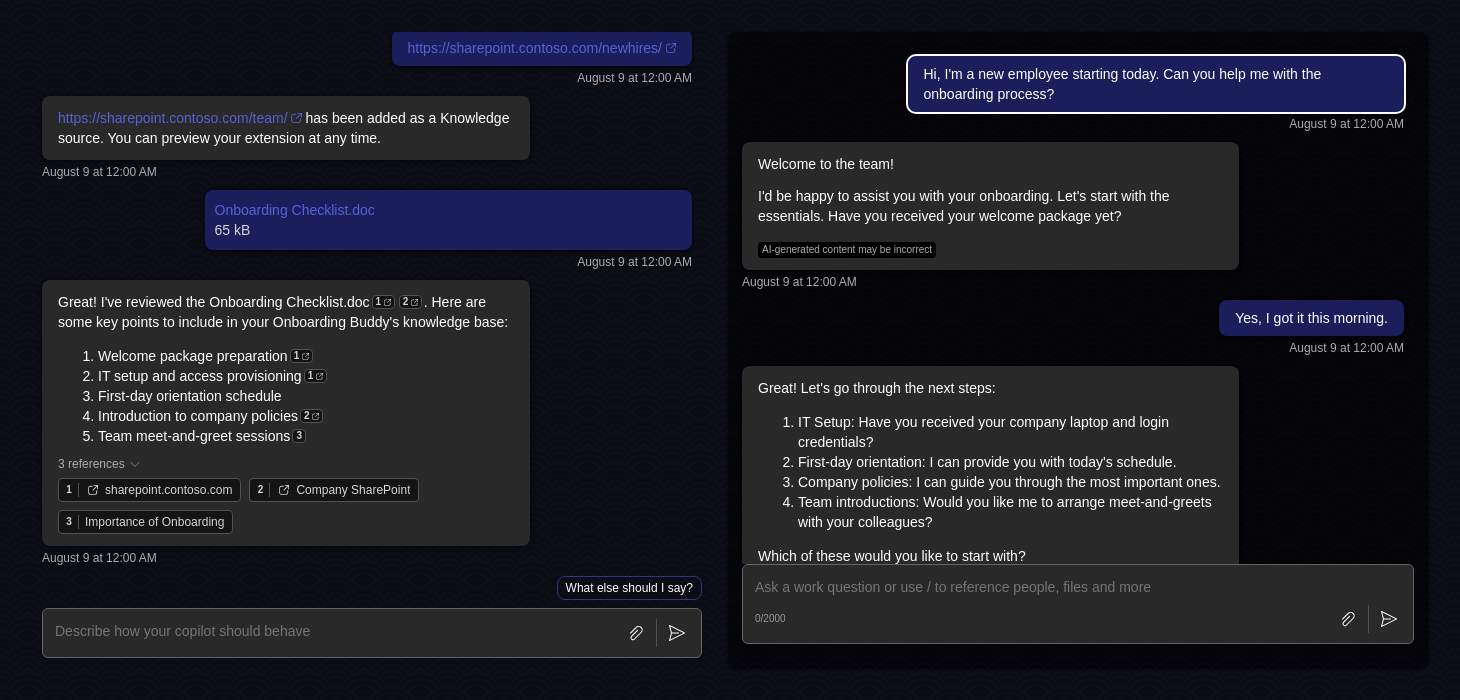 https://sharepoint.contoso.com/newhires/
August 9 at 12:00 AM
https://sharepoint.contoso.com/team/ has been added as a Knowledge
source. You can preview your extension at any time.
August 9 at 12:00 AM
Onboarding Checklist.doc
65 kB
August 9 at 12:00 AM
Great! I've reviewed the Onboarding Checklist.doc 1 2 . Here are
some key points to include in your Onboarding Buddy's knowledge base:
1. Welcome package preparation 1
2. IT setup and access provisioning 1
3. First-day orientation schedule
4. Introduction to company policies 2
5. Team meet-and-greet sessions 3
3 references
1 sharepoint.contoso.com 2 Company SharePoint
3 Importance of Onboarding
August 9 at 12:00 AM
What else should I say?
Describe how your copilot should behave
Hi, I'm a new employee starting today. Can you help me with the
onboarding process?
August 9 at 12:00 AM
Welcome to the team!
I'd be happy to assist you with your onboarding. Let's start with the
essentials. Have you received your welcome package yet?
AI-generated content may be incorrect
August 9 at 12:00 AM
Yes, I got it this morning.
August 9 at 12:00 AM
Great! Let's go through the next steps:
1. IT Setup: Have you received your company laptop and login
credentials?
2. First-day orientation: I can provide you with today's schedule.
3. Company policies: I can guide you through the most important ones.
4. Team introductions: Would you like me to arrange meet-and-greets
with your colleagues?
Which of these would you like to start with?
Ask a work question or use / to reference people, files and more
0/2000